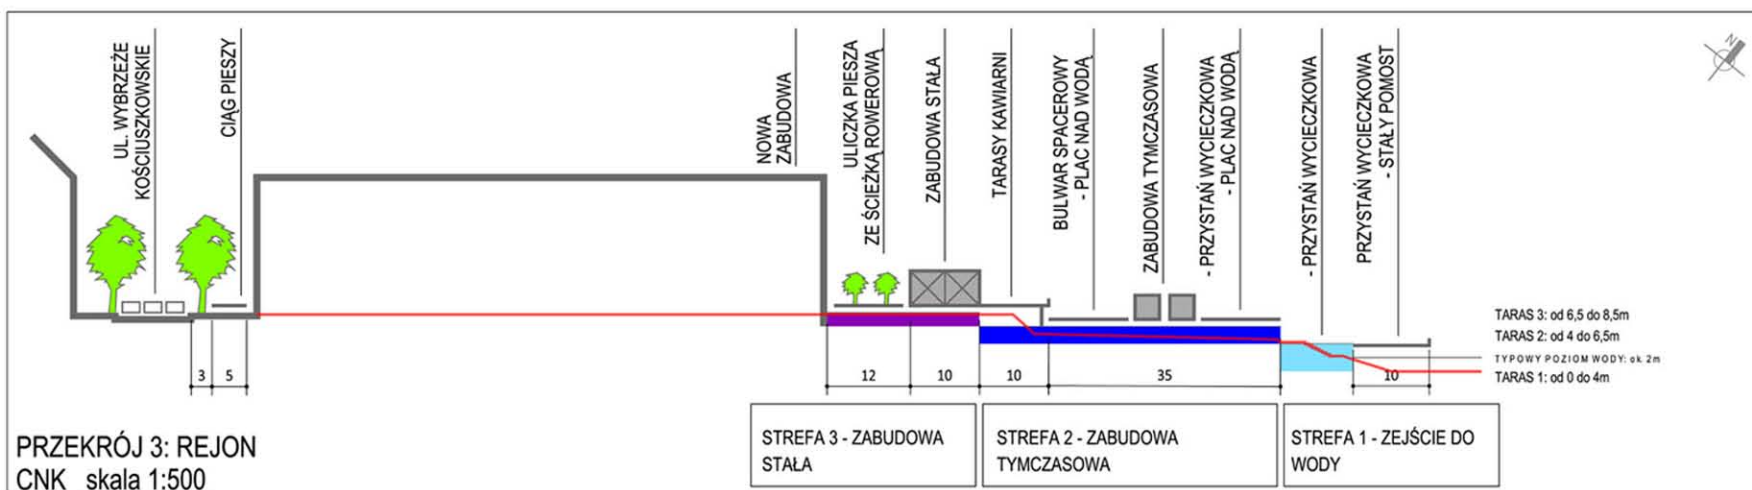 UL. WYBRZEŻE
KOŚCIUSZKOWSKIE
CIĄG PIESZY
NOWA
ZABUDOWA
ULICZKA PIESZA
ZE ŚCIEŻKĄ ROWEROWĄ
ZABUDOWA STAŁA
TARASY KAWIARNI
BULWAR SPACEROWY
- PLAC NAD WODĄ
ZABUDOWA TYMCZASOWA
- PRZYSTAŃ WYCIECZKOWA
- PLAC NAD WODĄ
- PRZYSTAŃ WYCIECZKOWA
PRZYSTAŃ WYCIECZKOWA
- STAŁY POMOST
N
TARAS 3: od 6,5 do 8,5m
TARAS 2: od 4 do 6,5m
TYPOWY POZIOM WODY: ok. 2m
TARAS 1: od 0 do 4m
3 5 12 10 10 35 10
STREFA 3 - ZABUDOWA
STAŁA
STREFA 2 - ZABUDOWA
TYMCZASOWA
STREFA 1 - ZEJŚCIE DO
WODY
PRZEKRÓJ 3: REJON
CNK skala 1:500